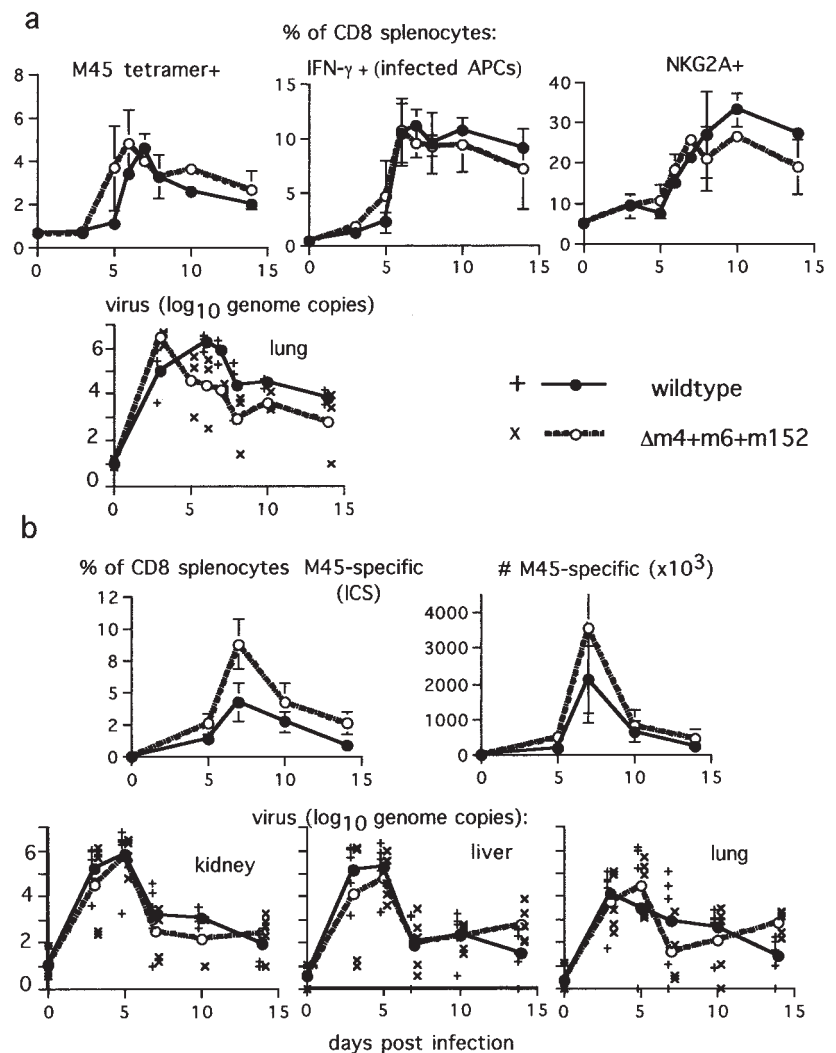 a
% of CD8 splenocytes:
M45 tetramer+
IFN-γ + (infected APCs)
NKG2A+
8
6
4
2
0
0 5 10 15
15
10
5
0
0 5 10 15
40
30
20
10
0
0 5 10 15
virus (log10 genome copies)
lung
6
4
2
0
0 5 10 15
+ wildtype
x Δm4+m6+m152
b
% of CD8 splenocytes M45-specific
(ICS)
# M45-specific (x10³)
12
10
8
5
2
0
0 5 10 15
4000
3000
2000
1000
0
0 5 10 15
virus (log10 genome copies):
kidney
liver
lung
6
4
2
0
0 5 10 15
0 5 10 15
0 5 10 15
days post infection